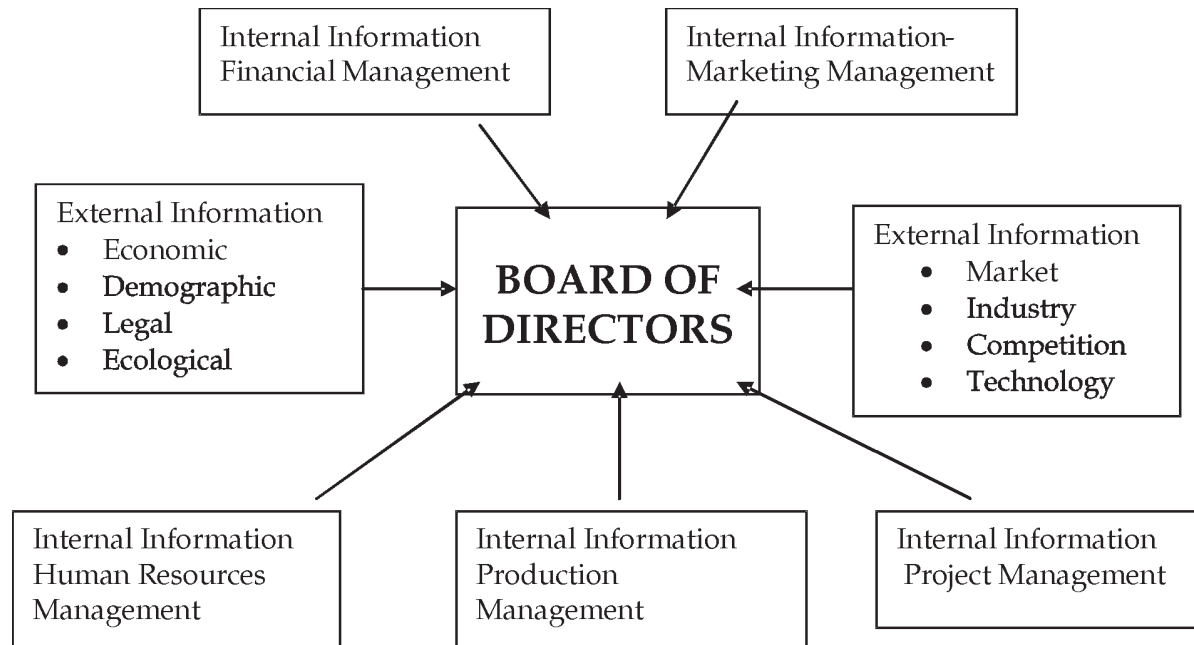 Internal Information
Financial Management
Internal Information-
Marketing Management
External Information
• Economic
• Demographic
• Legal
• Ecological
BOARD OF
DIRECTORS
External Information
• Market
• Industry
• Competition
• Technology
Internal Information
Human Resources
Management
Internal Information
Production
Management
Internal Information
Project Management